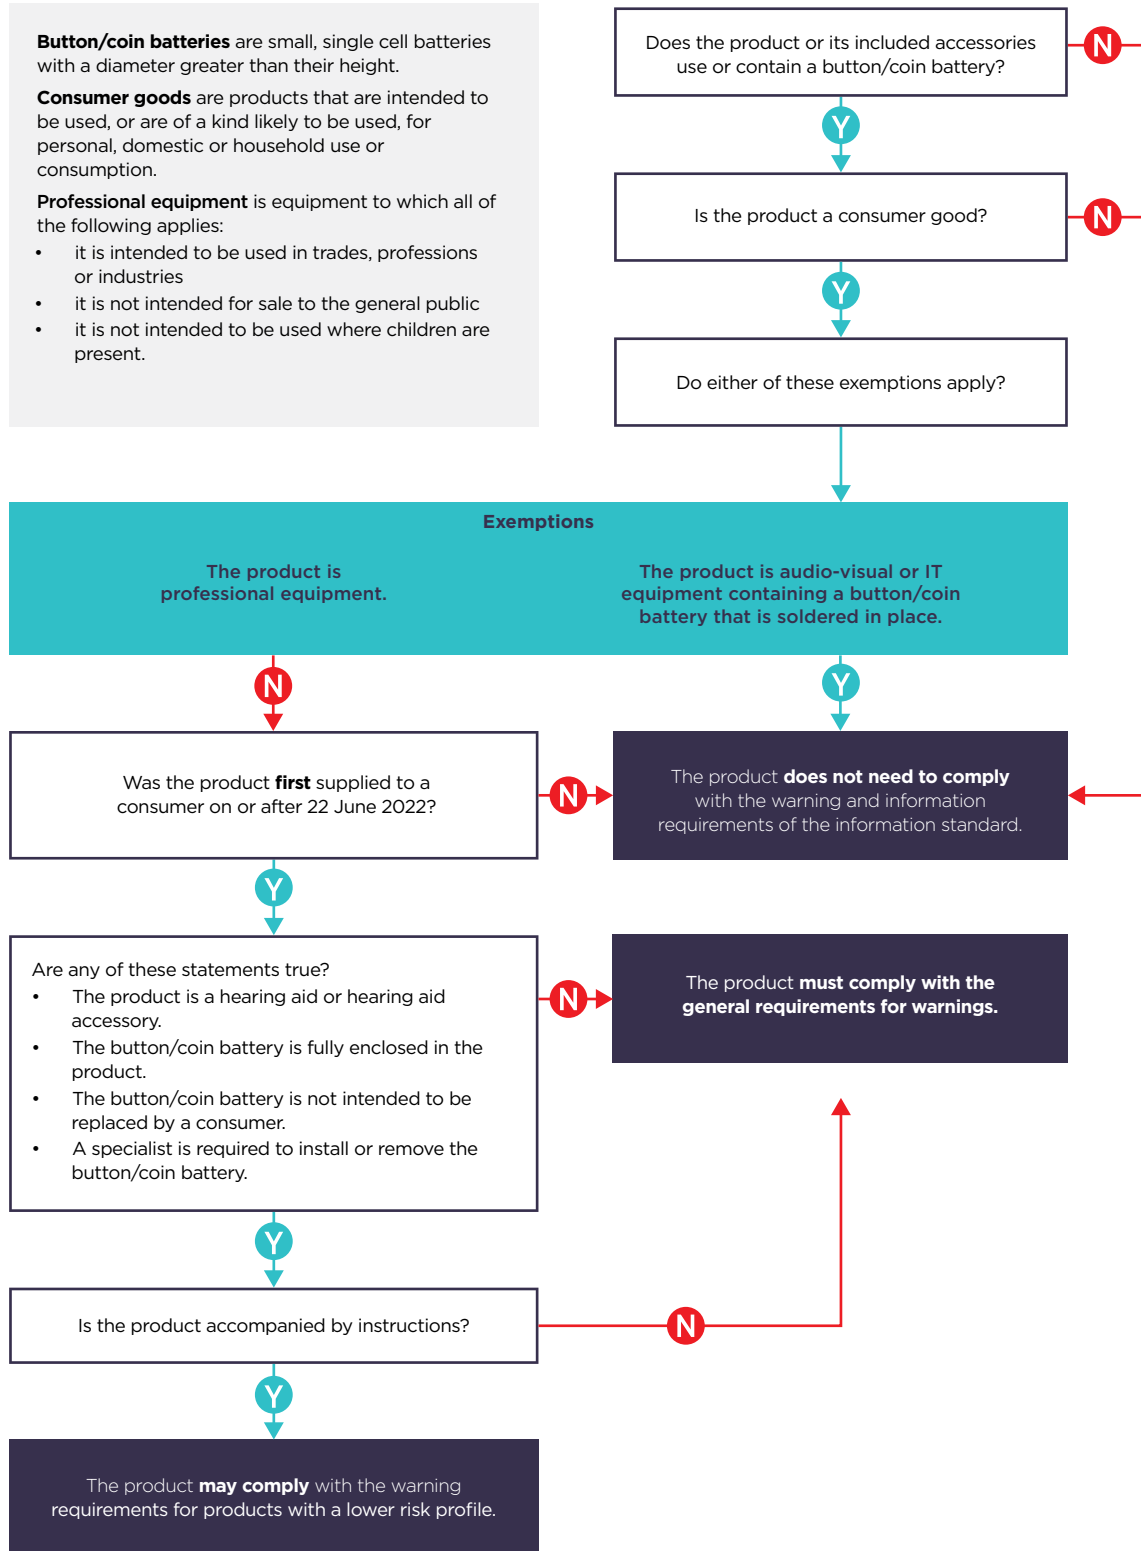 Button/coin batteries are small, single cell batteries
with a diameter greater than their height.
Consumer goods are products that are intended to
be used, or are of a kind likely to be used, for
personal, domestic or household use or
consumption.
Professional equipment is equipment to which all of
the following applies:
• it is intended to be used in trades, professions
or industries
• it is not intended for sale to the general public
• it is not intended to be used where children are
present.
Does the product or its included accessories
use or contain a button/coin battery?
N
Y
Is the product a consumer good?
N
Y
Do either of these exemptions apply?
Exemptions
The product is
professional equipment.
The product is audio-visual or IT
equipment containing a button/coin
battery that is soldered in place.
N
Y
Was the product first supplied to a
consumer on or after 22 June 2022?
N
The product does not need to comply
with the warning and information
requirements of the information standard.
Y
Are any of these statements true?
• The product is a hearing aid or hearing aid
accessory.
• The button/coin battery is fully enclosed in the
product.
• The button/coin battery is not intended to be
replaced by a consumer.
• A specialist is required to install or remove the
button/coin battery.
N
The product must comply with the
general requirements for warnings.
Y
Is the product accompanied by instructions?
N
Y
The product may comply with the warning
requirements for products with a lower risk profile.